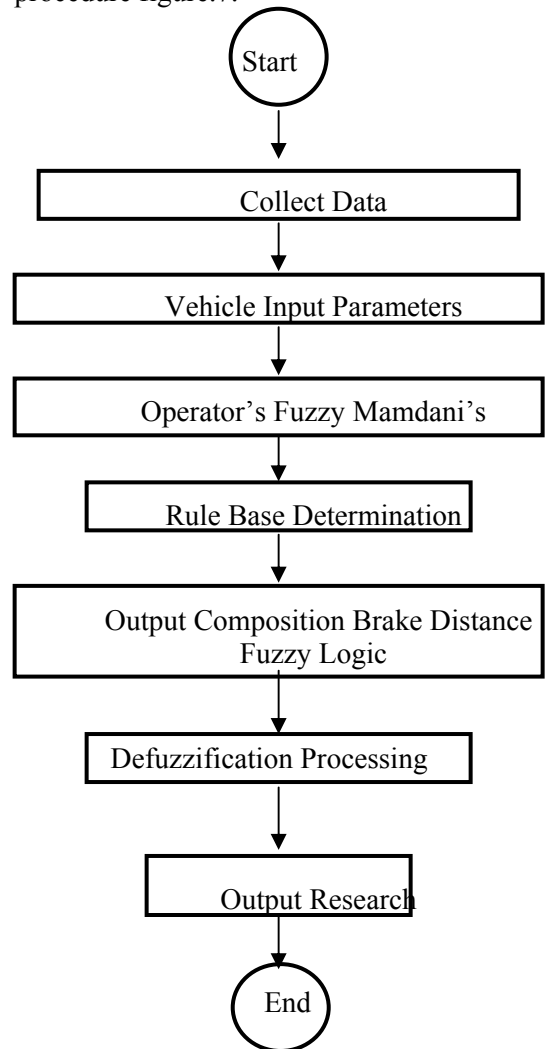 procedure figure.7.
Start
Collect Data
Vehicle Input Parameters
Operator’s Fuzzy Mamdani’s
Rule Base Determination
Output Composition Brake Distance
Fuzzy Logic
Defuzzification Processing
Output Research
End